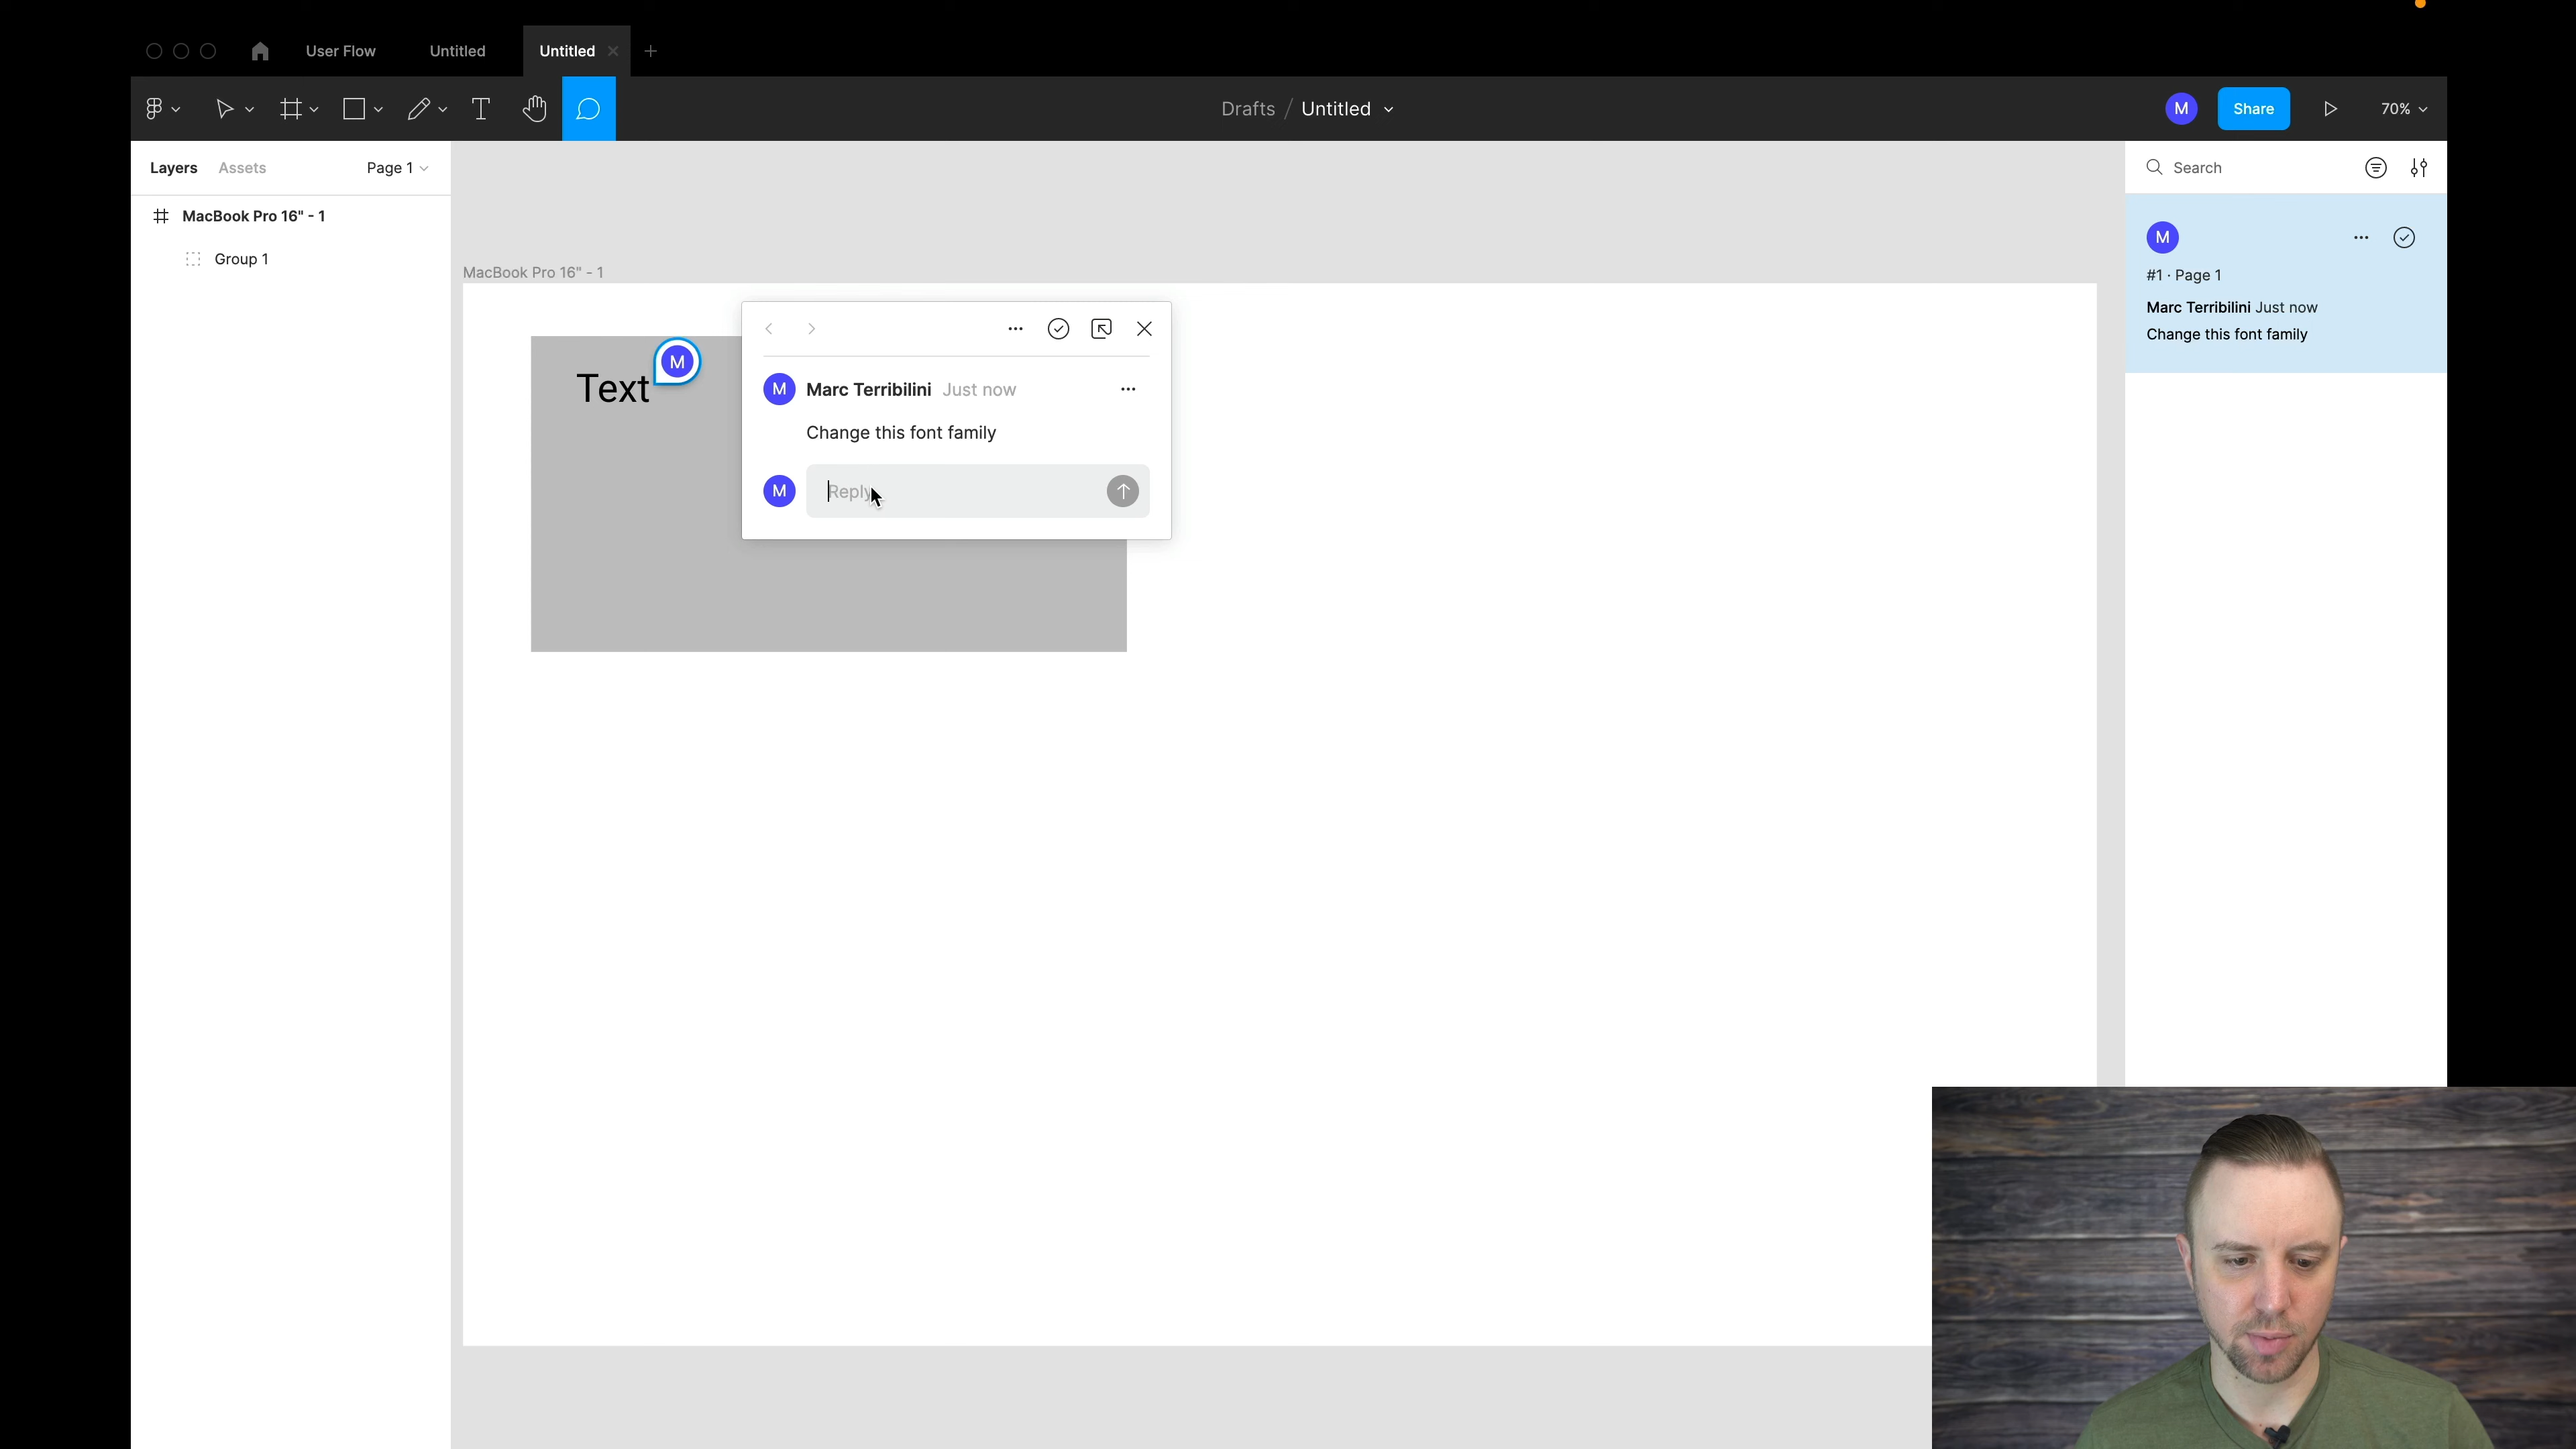 User Flow Untitled Untitled
Drafts / Untitled M Share 70%
Layers Assets Page 1
MacBook Pro 16" - 1
Group 1
MacBook Pro 16" - 1
Text M
M Marc Terribilini Just now
Change this font family
M Reply
Search
M
#1 · Page 1
Marc Terribilini Just now
Change this font family